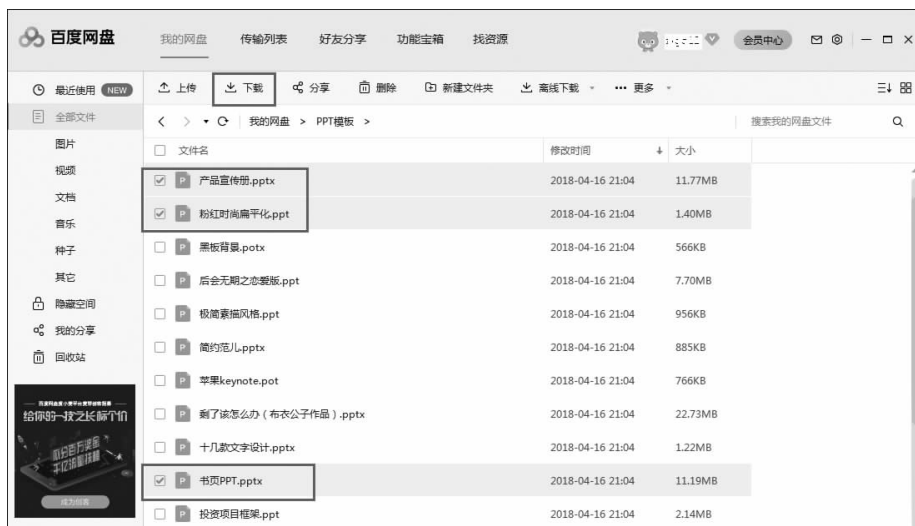 百度网盘
我的网盘 传输列表 好友分享 功能宝箱 找资源
会员中心
最近使用 NEW
上传 下载 分享 删除 新建文件夹 离线下载 更多
全部文件
我的网盘 > PPT模板 >
搜索我的网盘文件
图片
文件名 修改时间 大小
视频
产品宣传册.pptx 2018-04-16 21:04 11.77MB
文档
粉红时尚扁平化.ppt 2018-04-16 21:04 1.40MB
音乐
种子
黑板背景.potx 2018-04-16 21:04 566KB
其它
后会无期之恋爱版.ppt 2018-04-16 21:04 7.70MB
隐藏空间
极简素描风格.ppt 2018-04-16 21:04 956KB
我的分享
简约范儿.pptx 2018-04-16 21:04 885KB
回收站
苹果keynote.pot 2018-04-16 21:04 766KB
剩了该怎么办（布衣公子作品）.pptx 2018-04-16 21:04 22.73MB
给你的一技之长标个价
十几款文字设计.pptx 2018-04-16 21:04 1.22MB
瓜分百万奖金
千亿流量扶植
书页PPT.pptx 2018-04-16 21:04 11.19MB
投资项目框架.ppt 2018-04-16 21:04 2.14MB